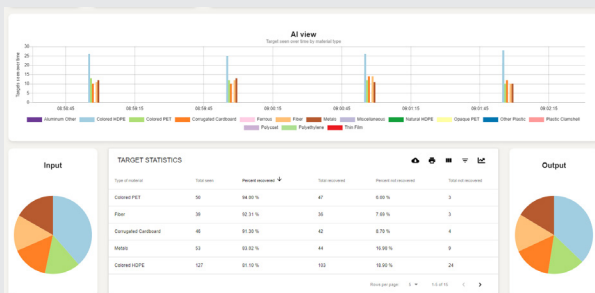 AI view
Target seen over time by material type
Target seen over time
30
25
20
15
10
5
0
08:58:45 08:59:15 08:59:45 09:00:15 09:00:45 09:01:15 09:01:45 09:02:15
Aluminum Other Colored HDPE Colored PET Corrugated Cardboard Ferrous Fiber Metals Miscellaneous Natural HDPE Opaque PET Other Plastic Plastic Clamshell
Polycoat Polyethylene Thin Film
Input
TARGET STATISTICS
Output
Type of material Total seen Percent recovered Total recovered Percent not recovered Total not recovered
Colored PET 50 94.00 % 47 6.00 % 3
Fiber 39 92.31 % 36 7.69 % 3
Corrugated Cardboard 46 91.30 % 42 8.70 % 4
Metals 53 83.02 % 44 16.98 % 9
Colored HDPE 127 81.10 % 103 18.90 % 24
Rows per page 5 1-5 of 15